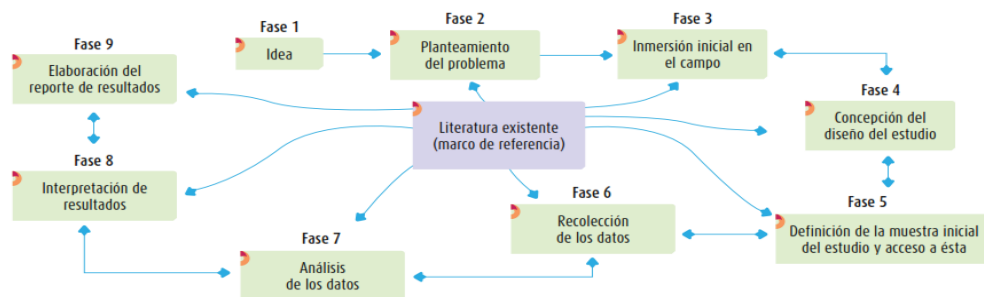 Fase 1
Idea
Fase 2
Planteamiento
del problema
Fase 3
Inmersión inicial en
el campo
Fase 4
Concepción del
diseño del estudio
Fase 5
Definición de la muestra inicial
del estudio y acceso a ésta
Fase 6
Recolección
de los datos
Fase 7
Análisis
de los datos
Fase 8
Interpretación de
resultados
Fase 9
Elaboración del
reporte de resultados
Literatura existente
(marco de referencia)